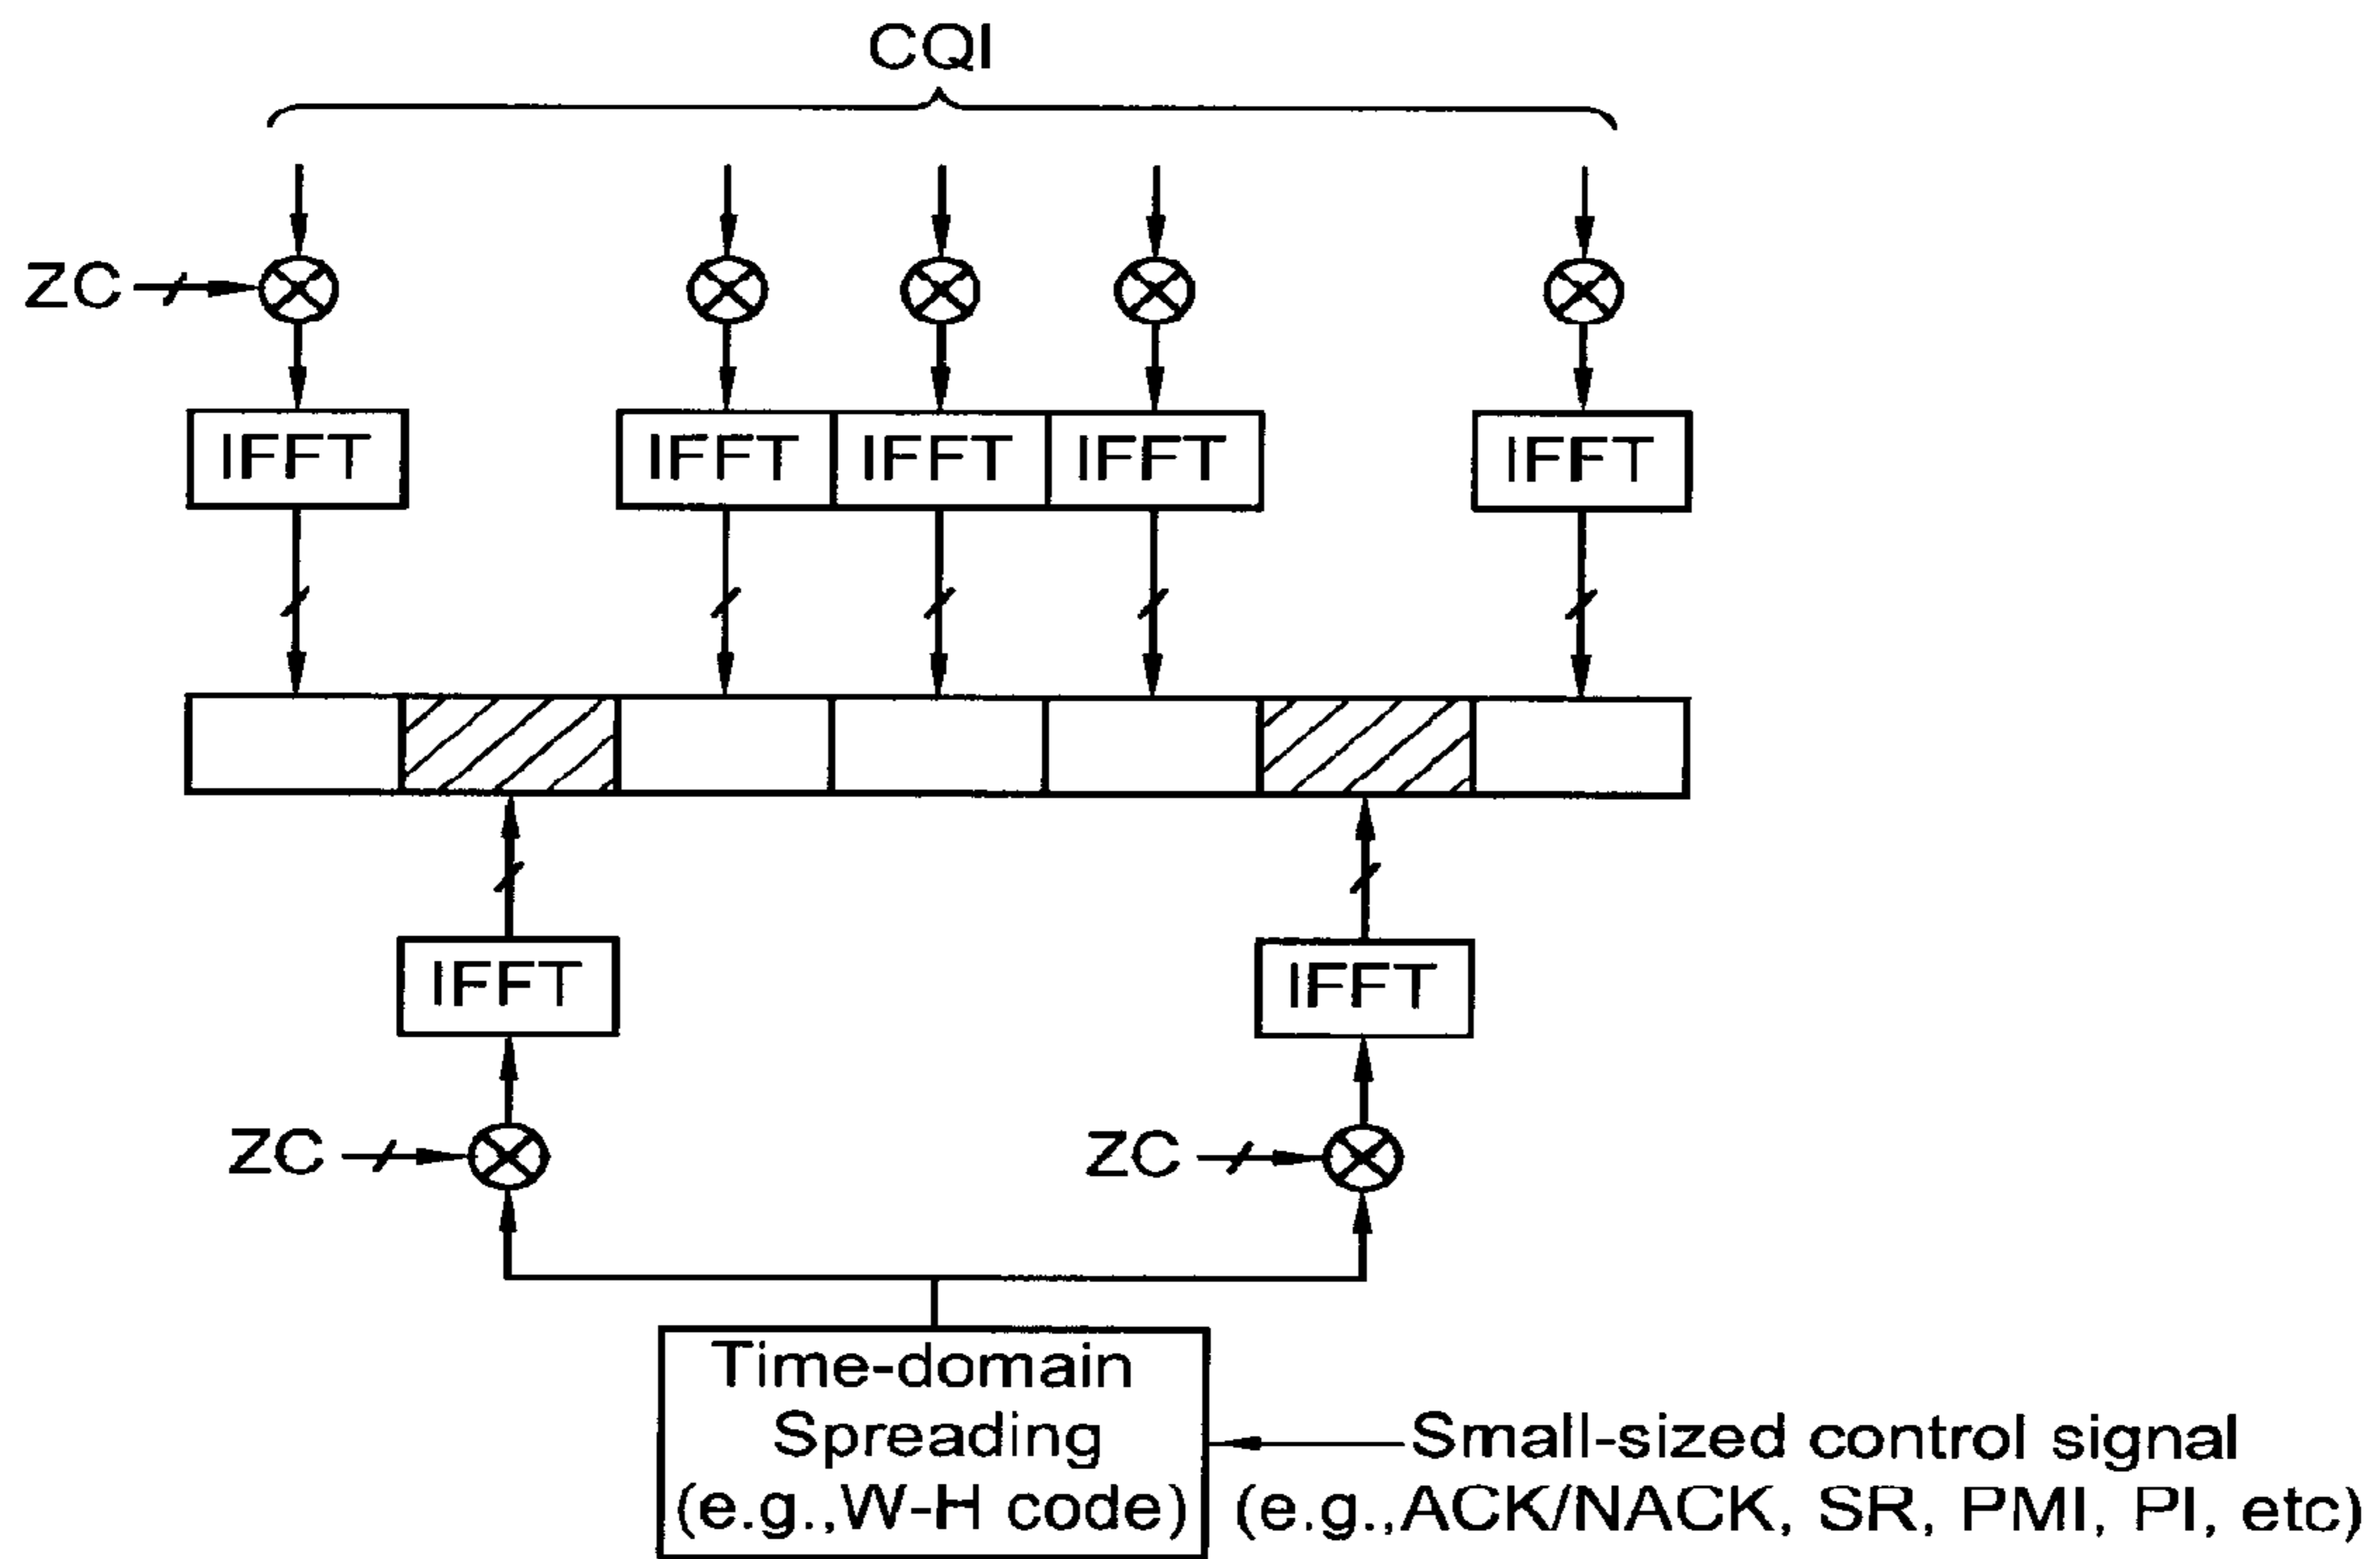 CQI
ZC
IFFT IFFT IFFT IFFT IFFT
IFFT IFFT
ZC ZC
Time-domain
Spreading
(e.g.,W-H code)
Small-sized control signal
(e.g.,ACK/NACK, SR, PMI, PI, etc)